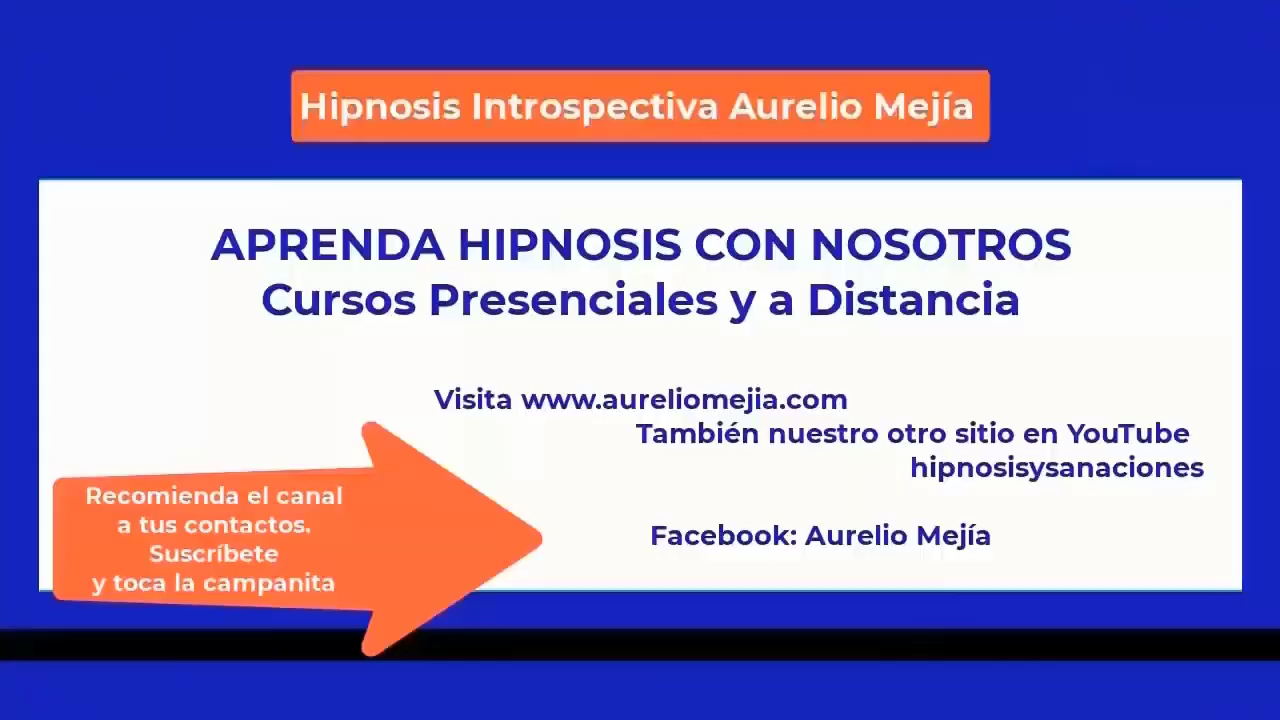 Hipnosis Introspectiva Aurelio Mejía
APRENDA HIPNOSIS CON NOSOTROS
Cursos Presenciales y a Distancia
Visita www.aureliomejia.com
También nuestro otro sitio en YouTube
hipnosisysanaciones
Recomienda el canal
a tus contactos.
Suscríbete
y toca la campanita
Facebook: Aurelio Mejía